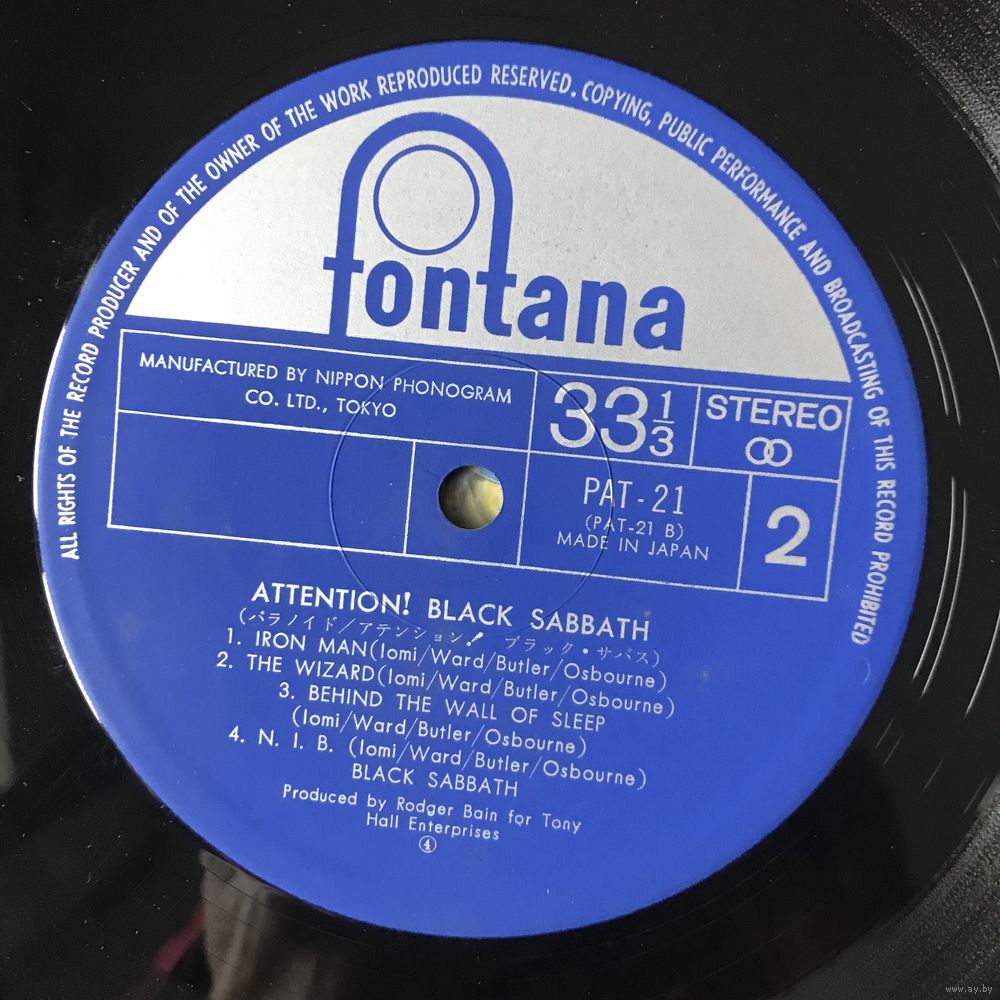 ALL RIGHTS OF THE RECORD PRODUCER AND OF THE OWNER OF THE WORK REPRODUCED RESERVED. COPYING, PUBLIC PERFORMANCE AND BROADCASTING OF THIS RECORD PROHIBITED
fontana
MANUFACTURED BY NIPPON PHONOGRAM
CO. LTD., TOKYO
33 1/3
STEREO
PAT-21
(PAT-21 B)
MADE IN JAPAN
2
ATTENTION! BLACK SABBATH
(パラノイド/アテンション! ブラック・サバス)
1. IRON MAN(Iomi/Ward/Butler/Osbourne)
2. THE WIZARD(Iomi/Ward/Butler/Osbourne)
3. BEHIND THE WALL OF SLEEP
(Iomi/Ward/Butler/Osbourne)
4. N. I. B. (Iomi/Ward/Butler/Osbourne)
BLACK SABBATH
Produced by Rodger Bain for Tony
Hall Enterprises
④
www.ay.by